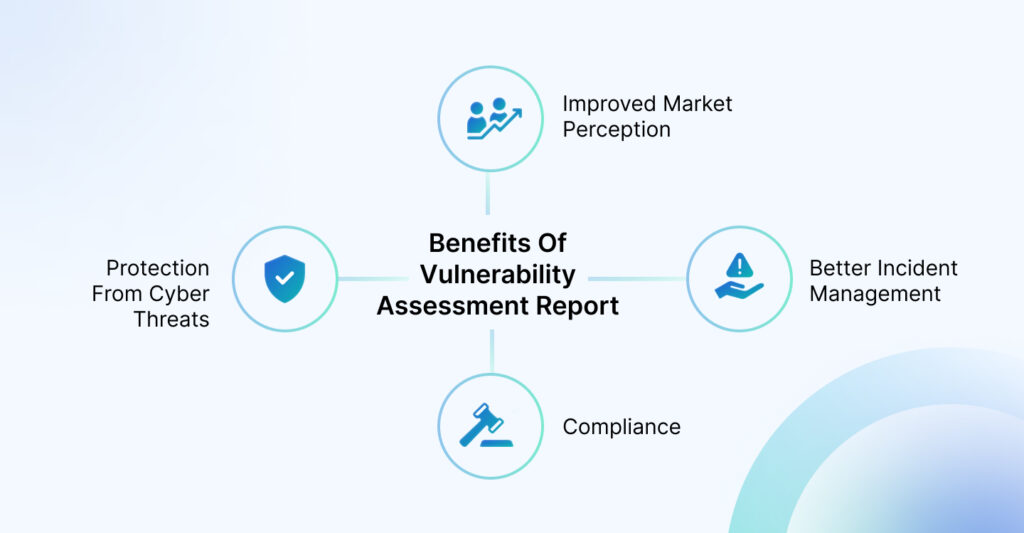 Improved Market
Perception
Protection
From Cyber
Threats
Benefits Of
Vulnerability
Assessment Report
Better Incident
Management
Compliance